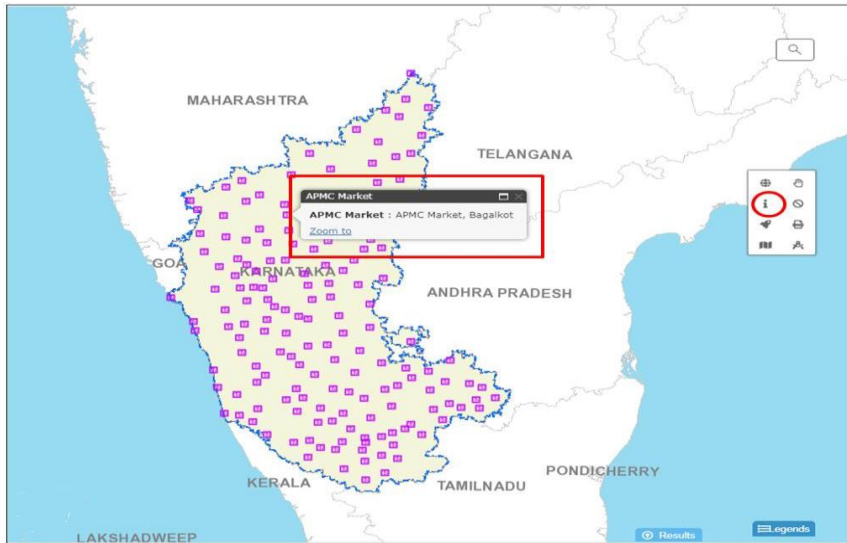 MAHARASHTRA
TELANGANA
APMC Market
APMC Market : APMC Market, Bagalkot
Zoom to
i
GOA
KARNATAKA
ANDHRA PRADESH
PONDICHERRY
KERALA
TAMILNADU
LAKSHADWEEP
Results
Legends